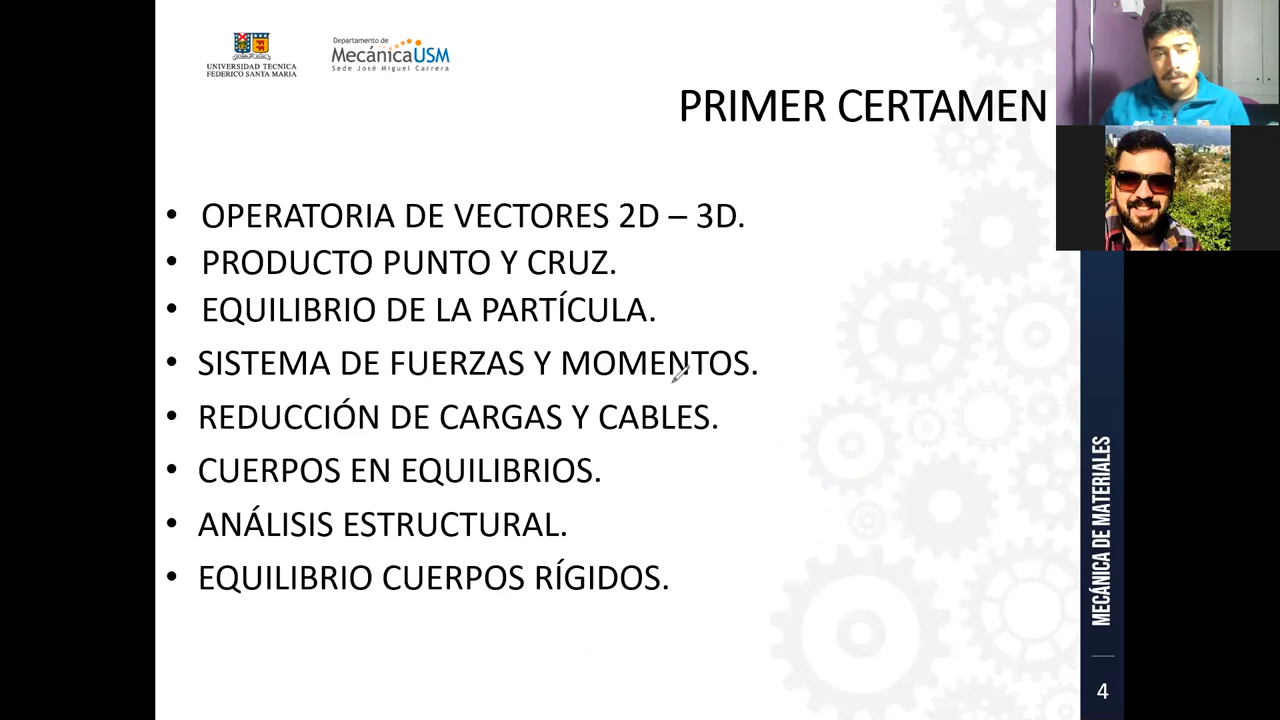 UNIVERSIDAD TECNICA
FEDERICO SANTA MARIA
Departamento de
MecánicaUSM
Sede José Miguel Carrera
PRIMER CERTAMEN
• OPERATORIA DE VECTORES 2D – 3D.
• PRODUCTO PUNTO Y CRUZ.
• EQUILIBRIO DE LA PARTÍCULA.
• SISTEMA DE FUERZAS Y MOMENTOS.
• REDUCCIÓN DE CARGAS Y CABLES.
• CUERPOS EN EQUILIBRIOS.
• ANÁLISIS ESTRUCTURAL.
• EQUILIBRIO CUERPOS RÍGIDOS.
MECÁNICA DE MATERIALES
4